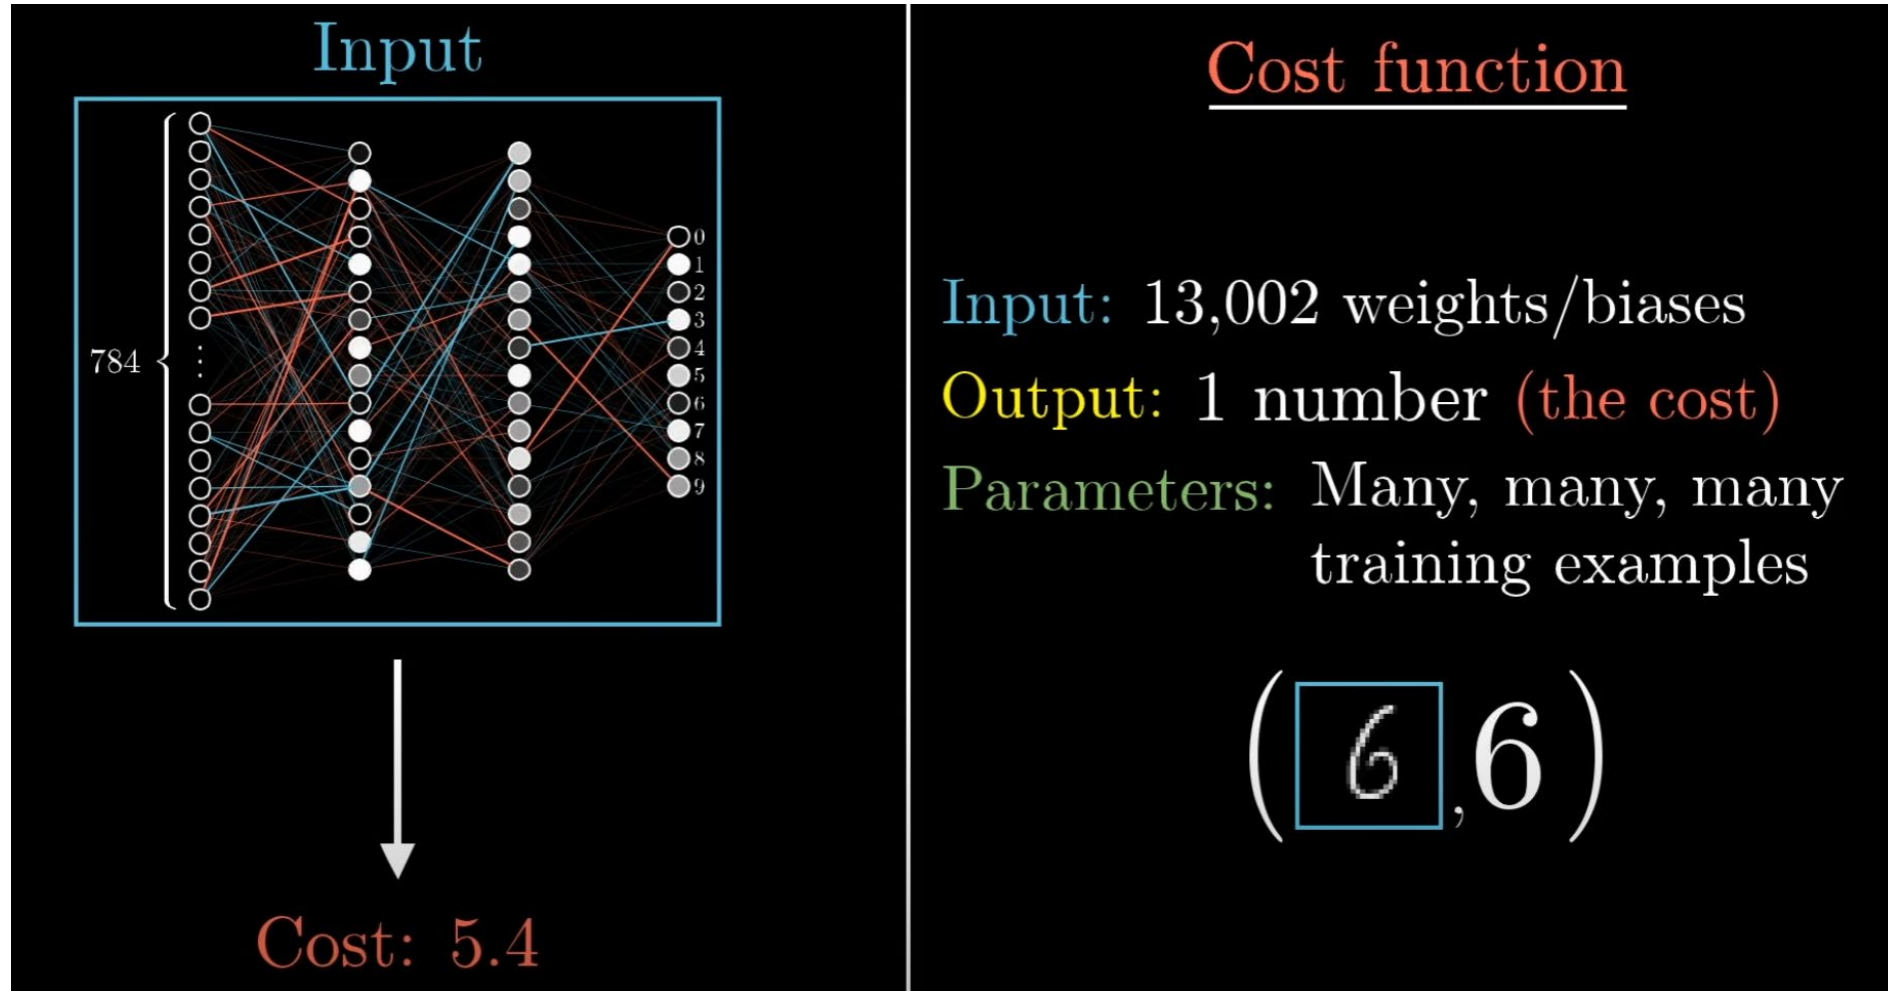 Input
784
0
1
2
3
4
5
6
7
8
9
Cost: 5.4
Cost function
Input: 13,002 weights/biases
Output: 1 number (the cost)
Parameters: Many, many, many
training examples
(6,6)